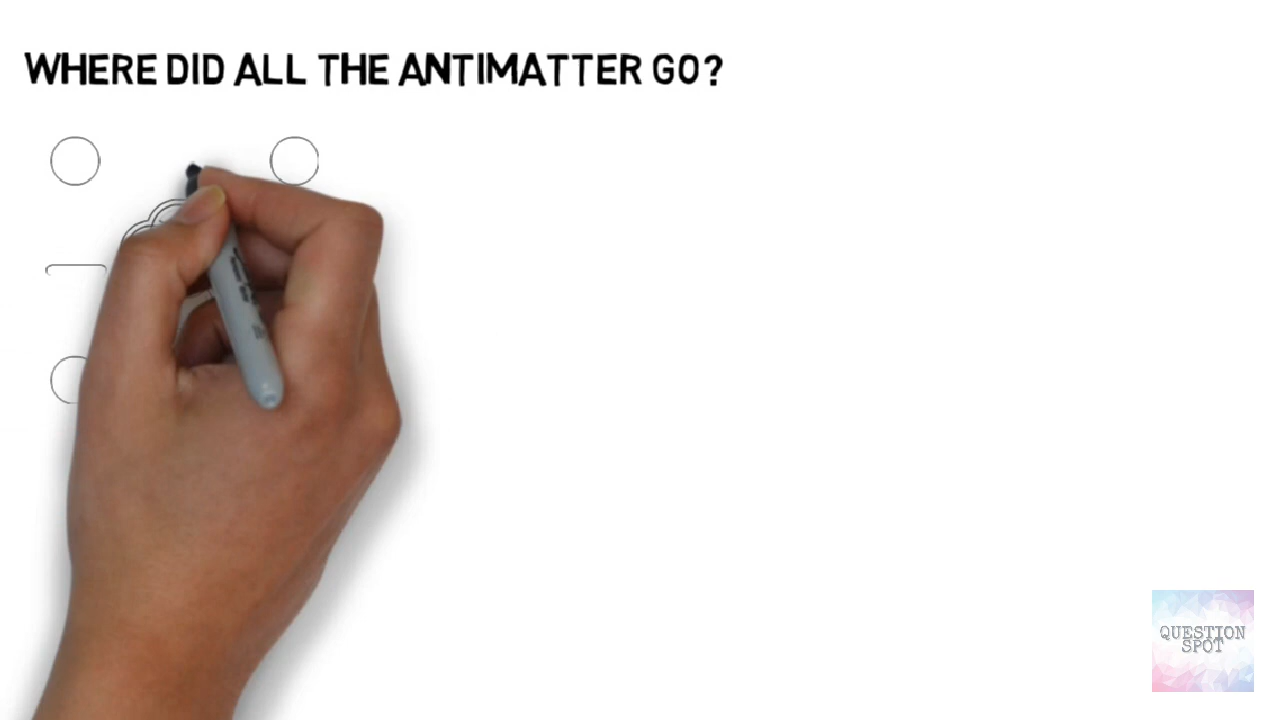 WHERE DID ALL THE ANTIMATTER GO?
QUESTION
SPOT